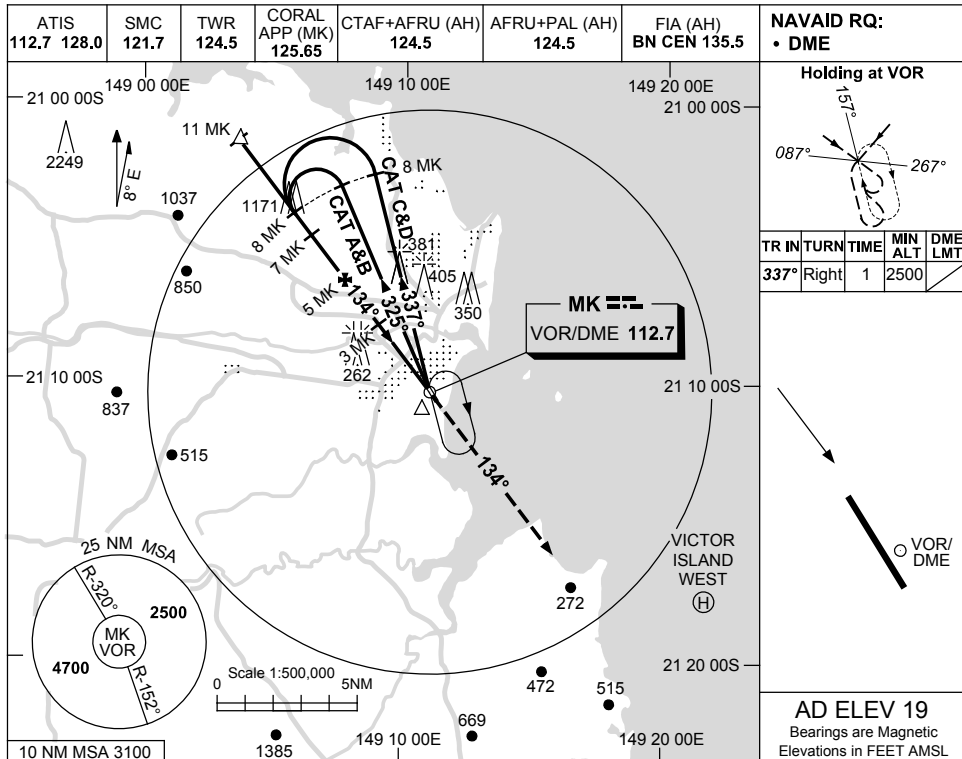 ATIS
112.7 128.0
SMC
121.7
TWR
124.5
CORAL
APP (MK)
125.65
CTAF+AFRU (AH)
124.5
AFRU+PAL (AH)
124.5
FIA (AH)
BN CEN 135.5
NAVAID RQ:
• DME
149 00 00E
149 10 00E
149 20 00E
21 00 00S
21 00 00S
2249
8° E
1037
850
11 MK
1171
8 MK
8 MK
7 MK
5 MK
3 MK
CAT A&B
CAT C&D
134°
325°
337°
381
405
350
262
MK
VOR/DME 112.7
21 10 00S
21 10 00S
837
515
134°
VICTOR
ISLAND
WEST
H
272
25 NM MSA
R-320°
2500
MK
VOR
4700
R-152°
Scale 1:500,000
0
5NM
21 20 00S
472
515
669
1385
149 10 00E
149 20 00E
10 NM MSA 3100
Holding at VOR
157°
087°
267°
TR IN TURN TIME MIN ALT DME LMT
337° Right 1 2500
VOR/
DME
AD ELEV 19
Bearings are Magnetic
Elevations in FEET AMSL